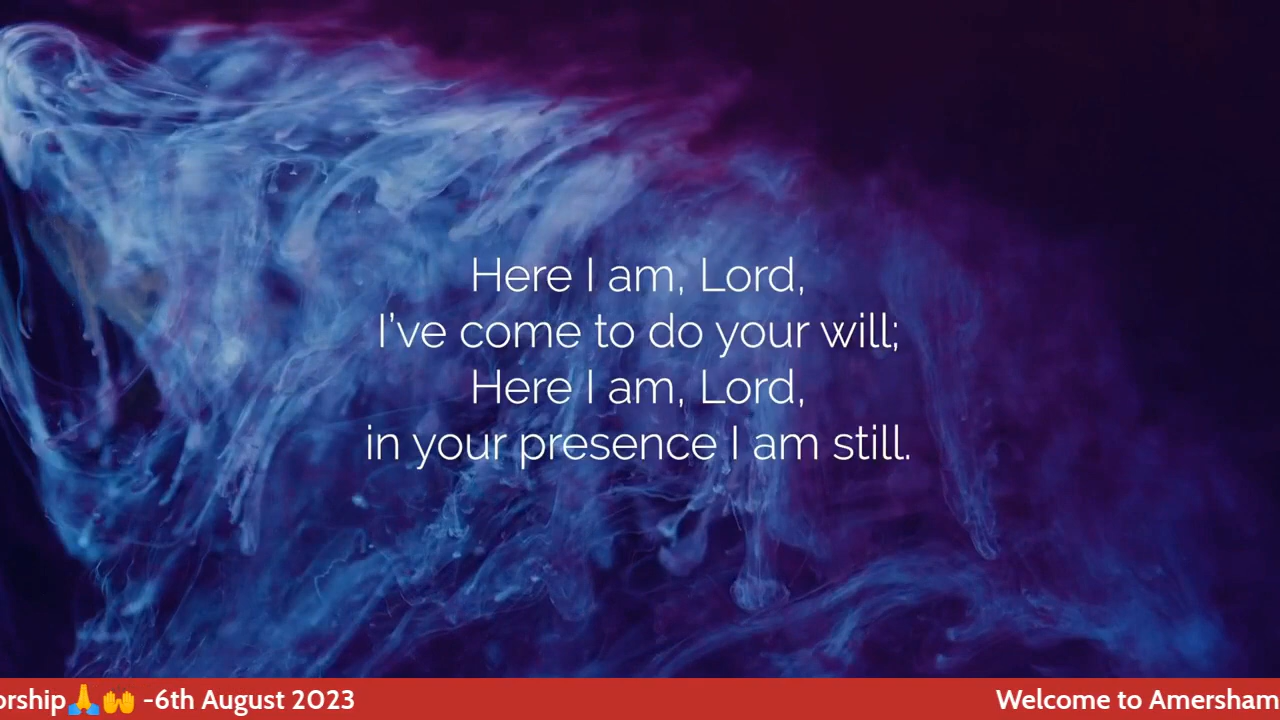 Here I am, Lord,
I've come to do your will;
Here I am, Lord,
in your presence I am still.
orship🙏🙌 -6th August 2023
Welcome to Amersham